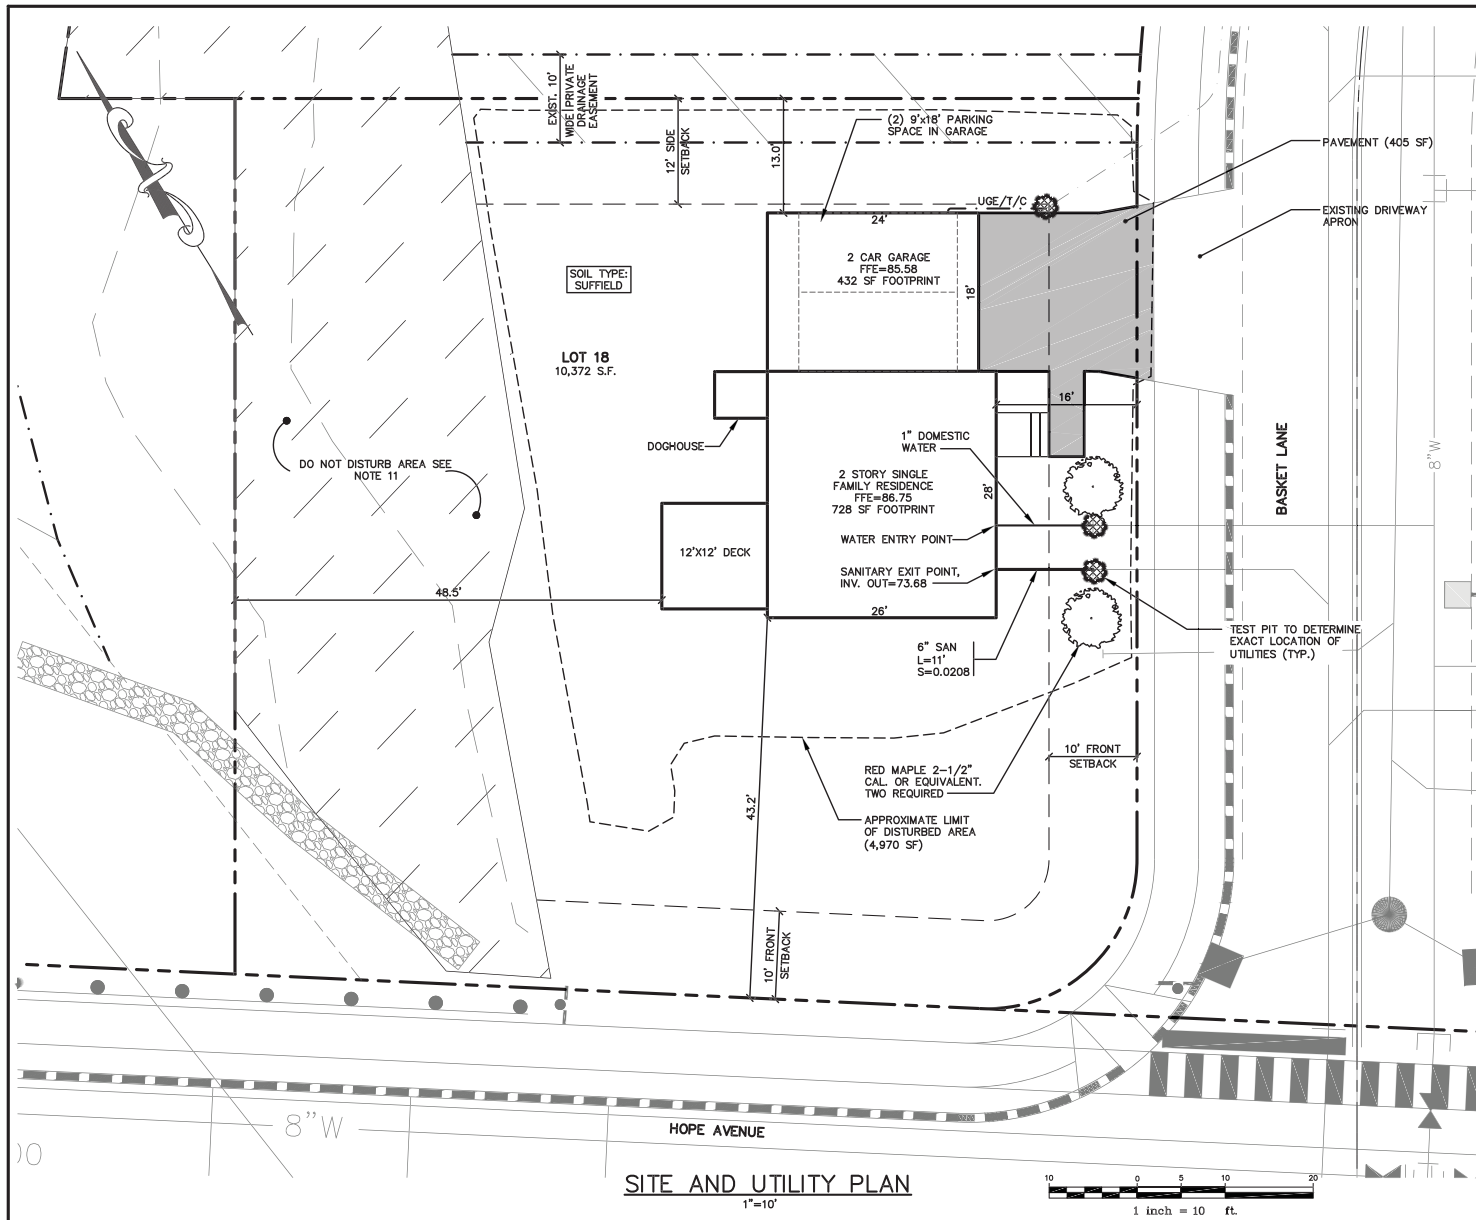 EXIST. 10'
WIDE PRIVATE
DRAINAGE
EASEMENT
12' SIDE
SETBACK
13.0'
(2) 9'x18' PARKING
SPACE IN GARAGE
PAVEMENT (405 SF)
UGE/T/C
EXISTING DRIVEWAY
APRON
24'
2 CAR GARAGE
FFE=85.58
432 SF FOOTPRINT
18'
SOIL TYPE:
SUFFIELD
LOT 18
10,372 S.F.
16'
DOGHOUSE
1" DOMESTIC
WATER
DO NOT DISTURB AREA SEE
NOTE 11
2 STORY SINGLE
FAMILY RESIDENCE
FFE=86.75
728 SF FOOTPRINT
28'
BASKET LANE
8"W
WATER ENTRY POINT
12'X12' DECK
SANITARY EXIT POINT,
INV. OUT=73.68
48.5'
26'
6" SAN
L=11'
S=0.0208
TEST PIT TO DETERMINE
EXACT LOCATION OF
UTILITIES (TYP.)
10' FRONT
SETBACK
RED MAPLE 2-1/2"
CAL. OR EQUIVALENT.
TWO REQUIRED
43.2'
APPROXIMATE LIMIT
OF DISTURBED AREA
(4,970 SF)
10' FRONT
SETBACK
8"W
HOPE AVENUE
SITE AND UTILITY PLAN
1"=10'
10 0 5 10 20
1 inch = 10 ft.